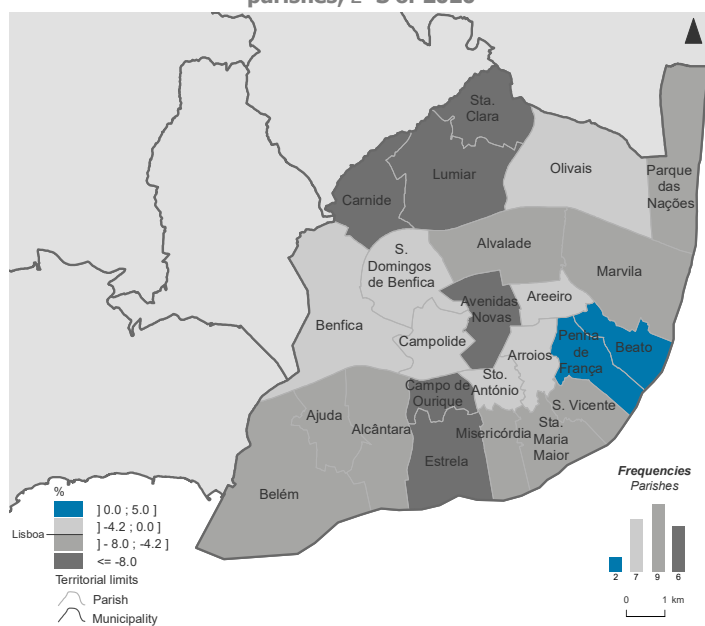 Sta.
Clara
Olivais
Lumiar
Parque
das
Nações
Carnide
Alvalade
S.
Domingos
de Benfica
Marvila
Areeiro
Avenidas
Novas
Benfica
Penha
de
França
Campolide
Beato
Arroios
Sto.
António
Campo de
Ourique
S. Vicente
Ajuda
Alcântara
Misericórdia
Sta.
Maria
Maior
Estrela
Belém
Frequencies
Parishes
2 7 9 6
0 1 km
%
] 0.0 ; 5.0 ]
] -4.2 ; 0.0 ]
Lisboa
] - 8.0 ; -4.2 ]
<= -8.0
Territorial limits
Parish
Municipality